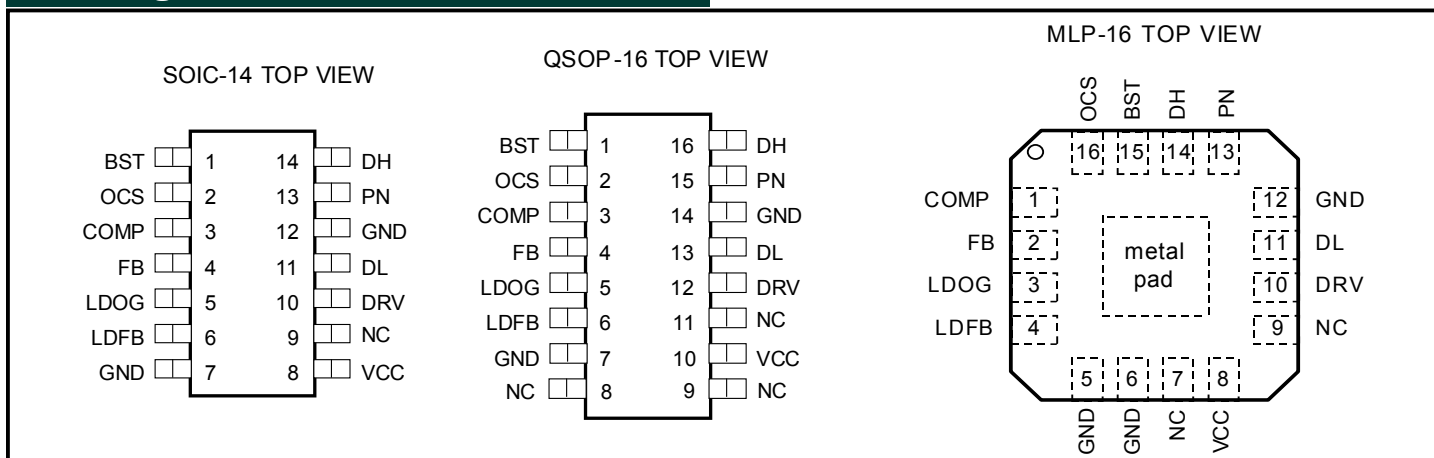 SOIC-14 TOP VIEW
BST 1 14 DH
OCS 2 13 PN
COMP 3 12 GND
FB 4 11 DL
LDOG 5 10 DRV
LDFB 6 9 NC
GND 7 8 VCC
QSOP-16 TOP VIEW
BST 1 16 DH
OCS 2 15 PN
COMP 3 14 GND
FB 4 13 DL
LDOG 5 12 DRV
LDFB 6 11 NC
GND 7 10 VCC
NC 8 9 NC
MLP-16 TOP VIEW
OCS BST DH PN
16 15 14 13
COMP 1 12 GND
FB 2 11 DL
LDOG 3 10 DRV
LDFB 4 9 NC
metal
pad
5 6 7 8
GND GND NC VCC